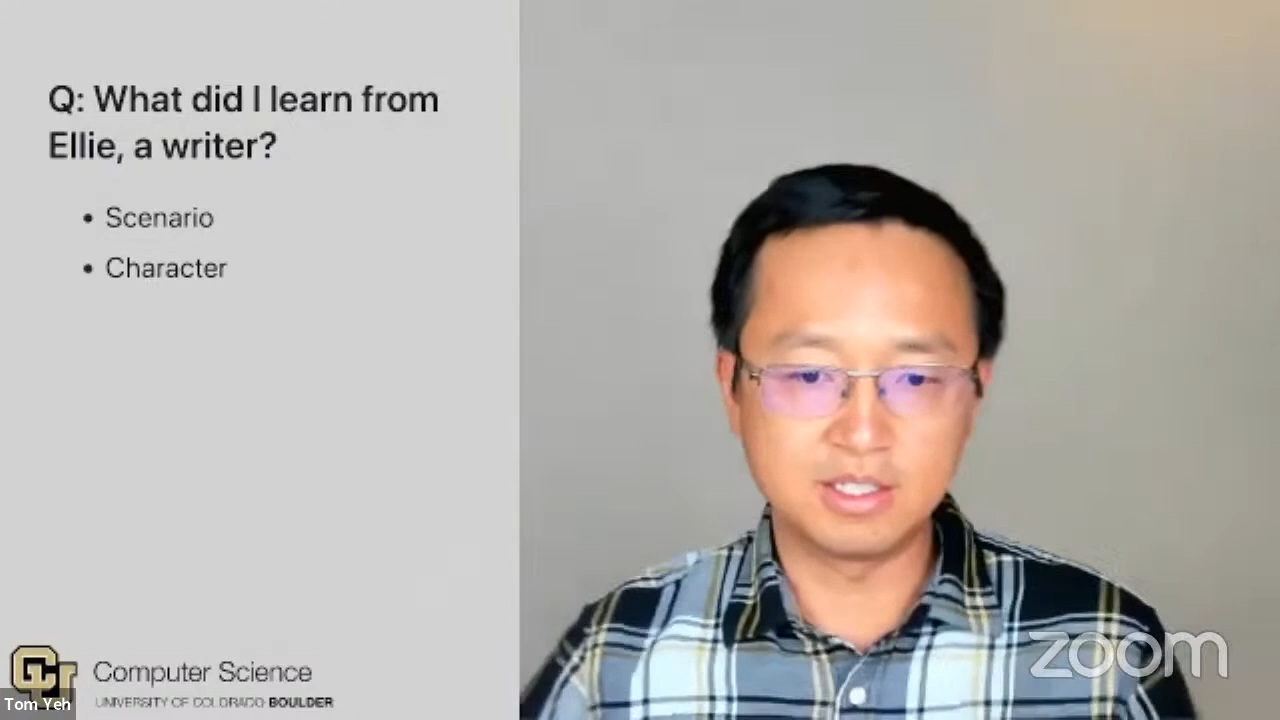 Q: What did I learn from
Ellie, a writer?
• Scenario
• Character
Computer Science
UNIVERSITY OF COLORADO BOULDER
Tom Yeh
zoom